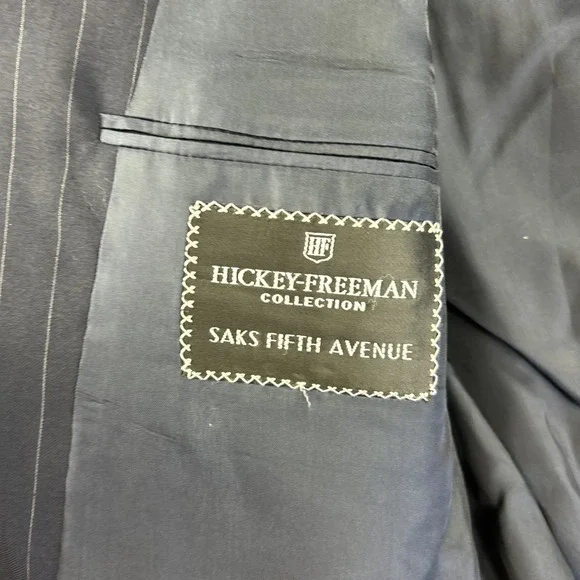 HF
HICKEY-FREEMAN
COLLECTION
SAKS FIFTH AVENUE